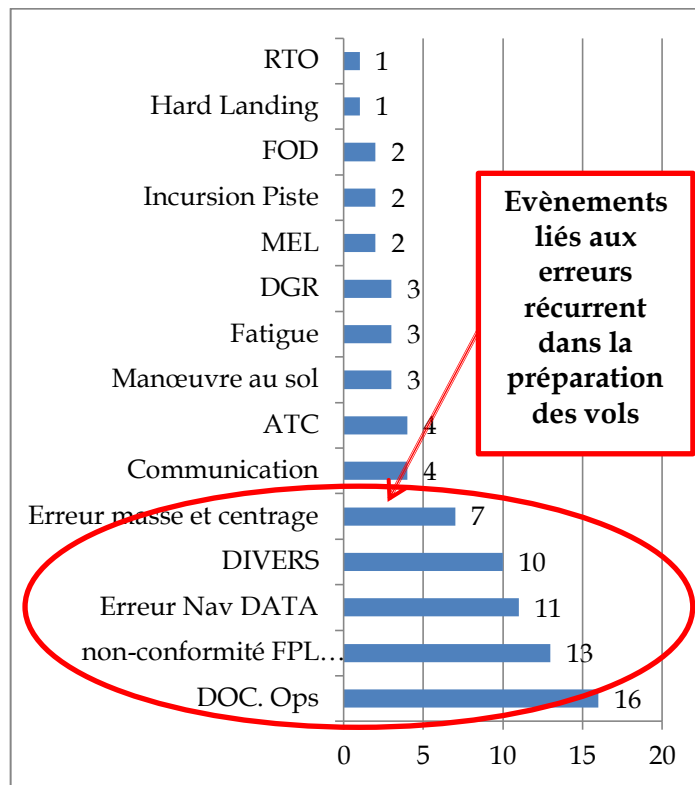 RTO 1
Hard Landing 1
FOD 2
Incursion Piste 2
MEL 2
DGR 3
Fatigue 3
Manœuvre au sol 3
ATC 4
Communication 4
Erreur masse et centrage 7
DIVERS 10
Erreur Nav DATA 11
non-conformité FPL… 13
DOC. Ops 16
0 5 10 15 20
Evènements
liés aux
erreurs
récurrent
dans la
préparation
des vols